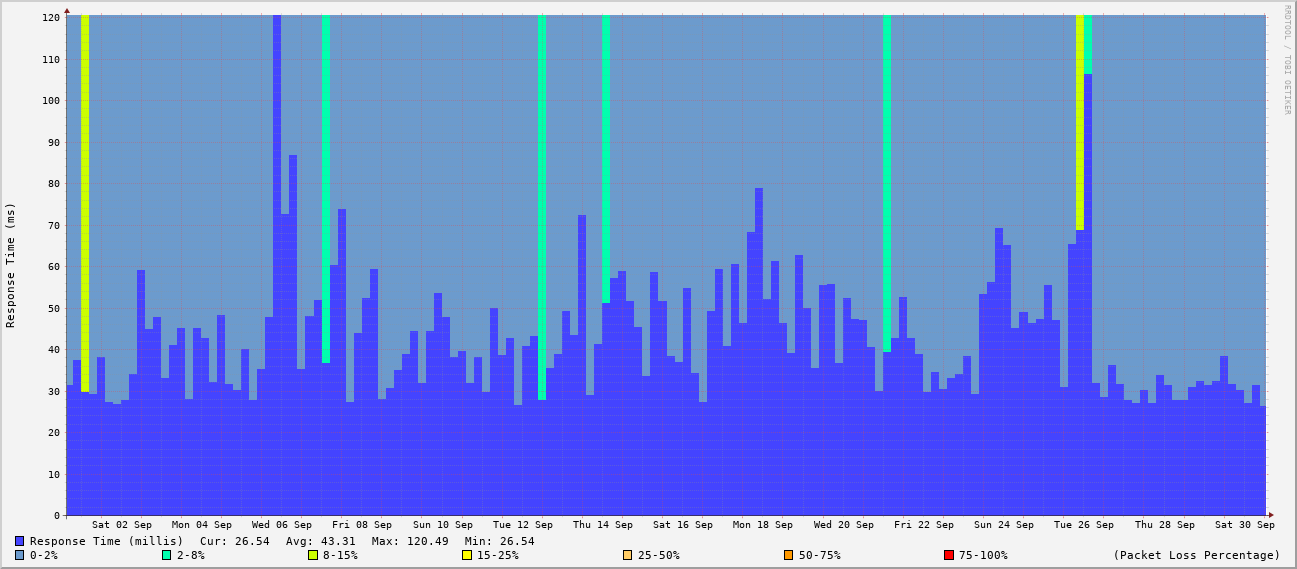 RRDTOOL / TOBI OETIKER
Response Time (ms)
120
110
100
90
80
70
60
50
40
30
20
10
0
Sat 02 Sep Mon 04 Sep Wed 06 Sep Fri 08 Sep Sun 10 Sep Tue 12 Sep Thu 14 Sep Sat 16 Sep Mon 18 Sep Wed 20 Sep Fri 22 Sep Sun 24 Sep Tue 26 Sep Thu 28 Sep Sat 30 Sep
Response Time (millis) Cur: 26.54 Avg: 43.31 Max: 120.49 Min: 26.54
0-2% 2-8% 8-15% 15-25% 25-50% 50-75% 75-100% (Packet Loss Percentage)